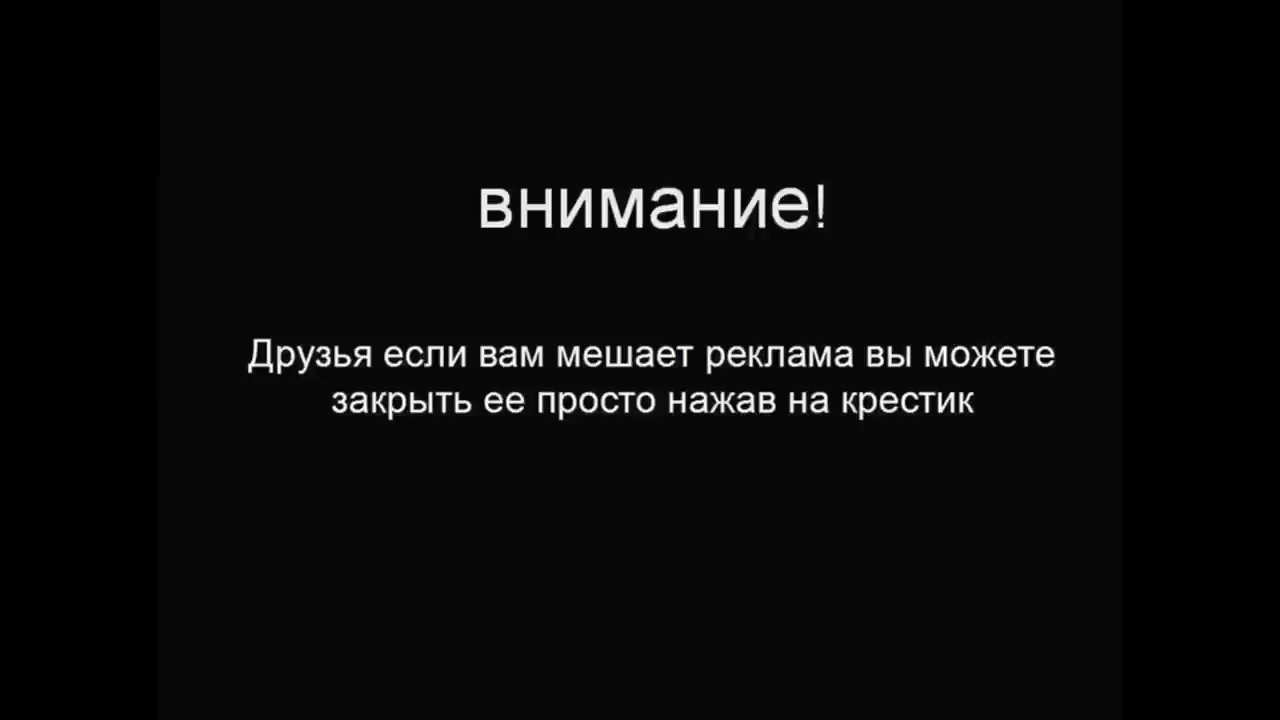 внимание!
Друзья если вам мешает реклама вы можете
закрыть ее просто нажав на крестик